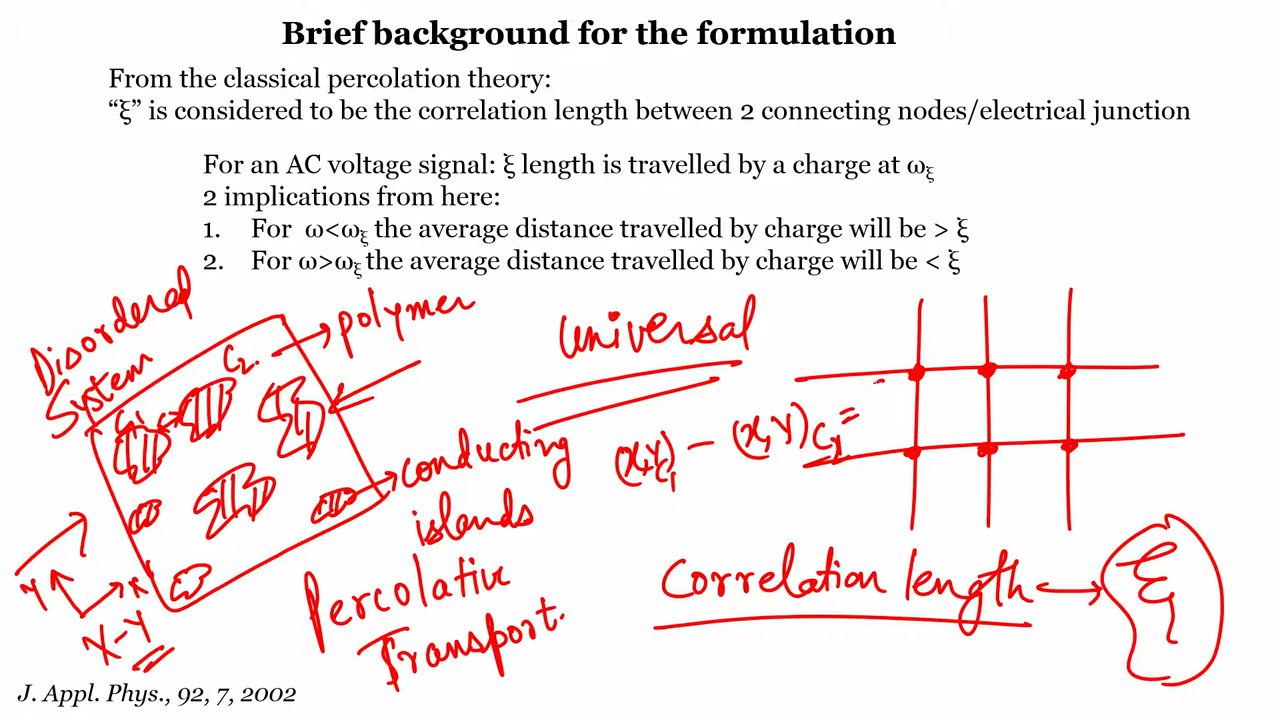 Brief background for the formulation
From the classical percolation theory:
“ξ” is considered to be the correlation length between 2 connecting nodes/electrical junction
For an AC voltage signal: ξ length is travelled by a charge at ωξ
2 implications from here:
1. For ω<ωξ the average distance travelled by charge will be > ξ
2. For ω>ωξ the average distance travelled by charge will be < ξ
Disordered
System
C2
polymer
C1
universal
conducting
islands
(x,y)C1 – (x,y)
=
Percolative
Transport.
Correlation length
ξ
Y
X
X-Y
J. Appl. Phys., 92, 7, 2002